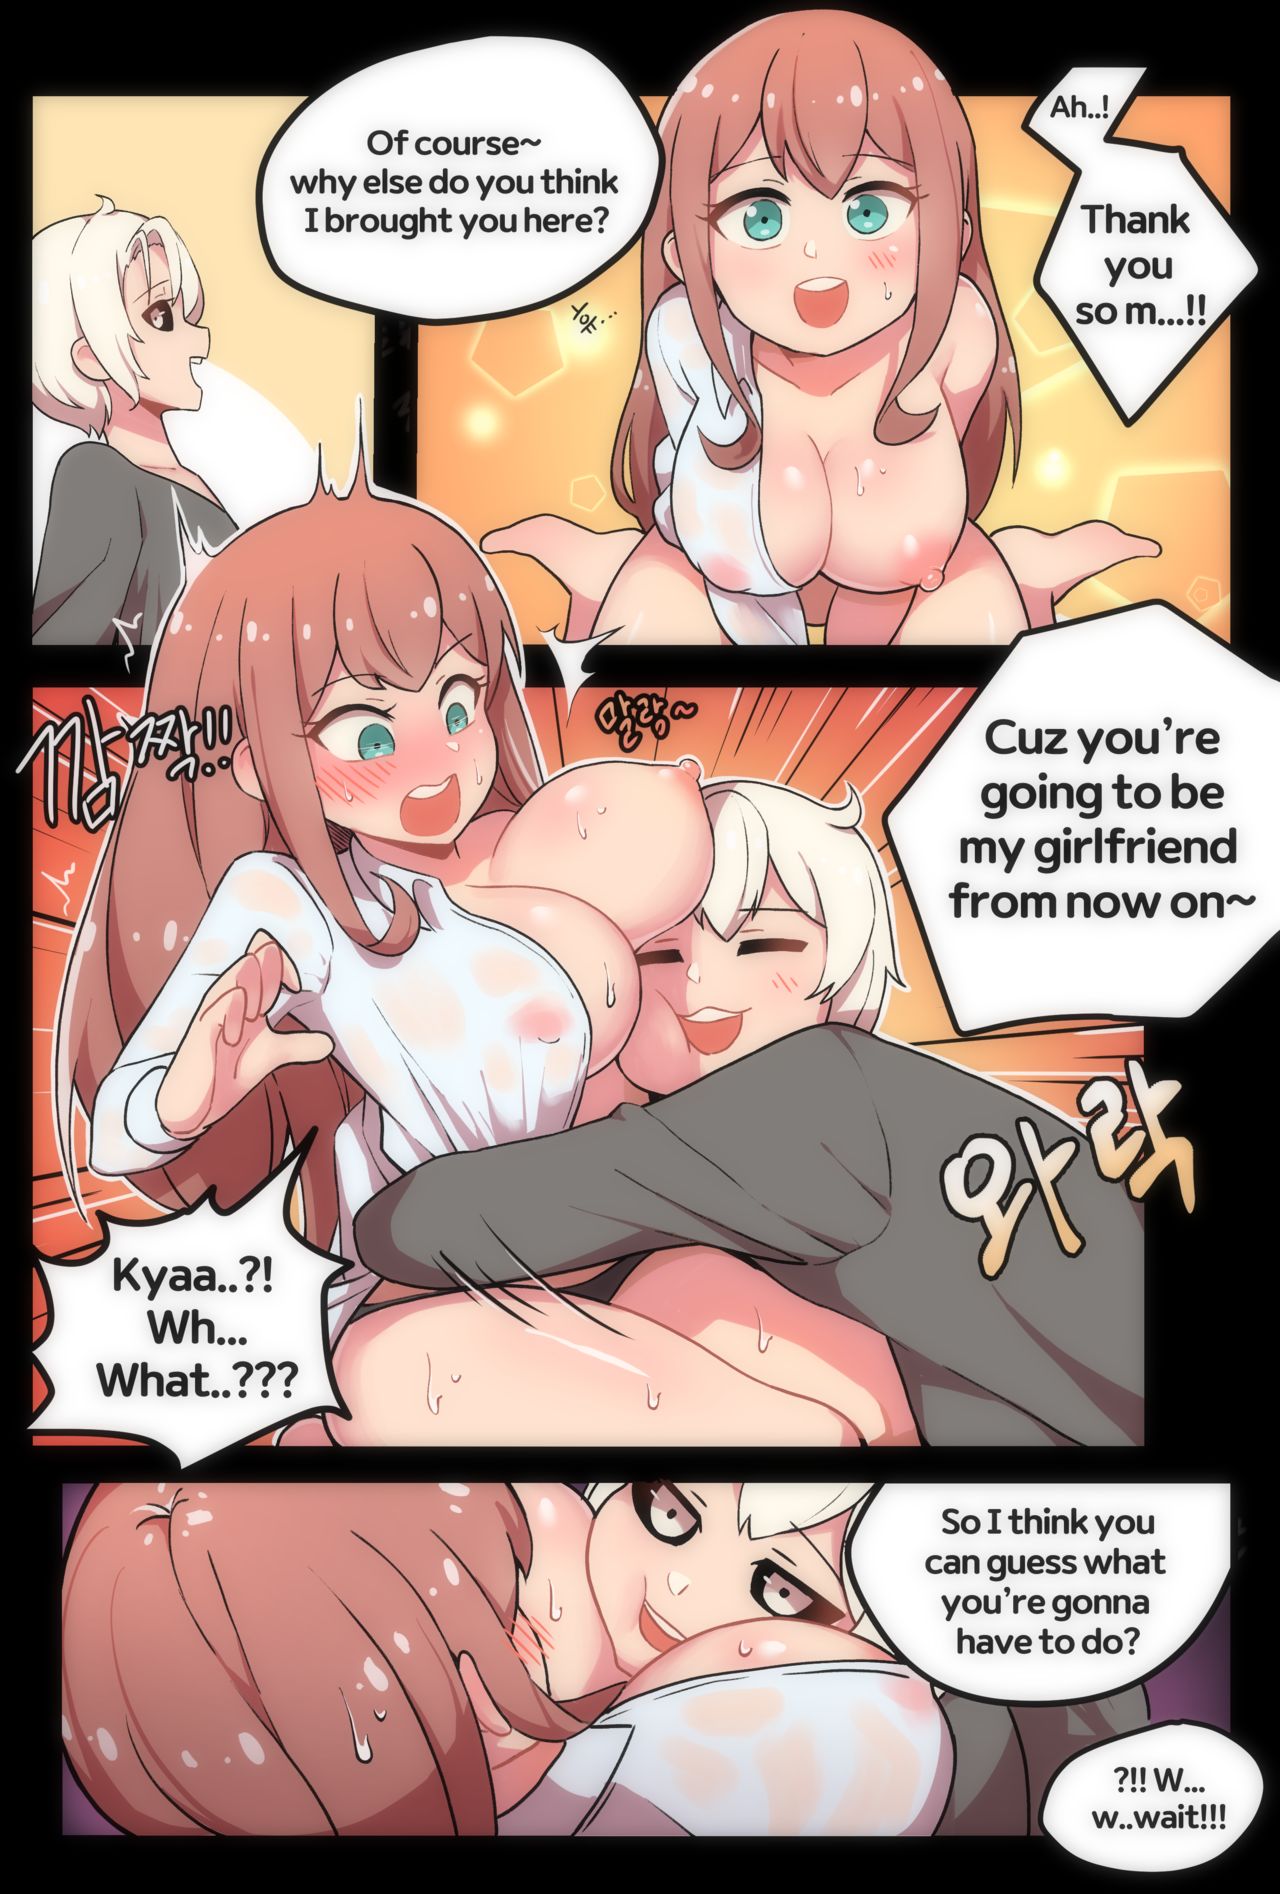 Of course~
why else do you think
I brought you here?
Ah..!
Thank
you
so m...!!
Cuz you're
going to be
my girlfriend
from now on~
깜짝!!
말랑~
와락
Kyaa..?!
Wh...
What..???
So I think you
can guess what
you're gonna
have to do?
?!! W...
w..wait!!!